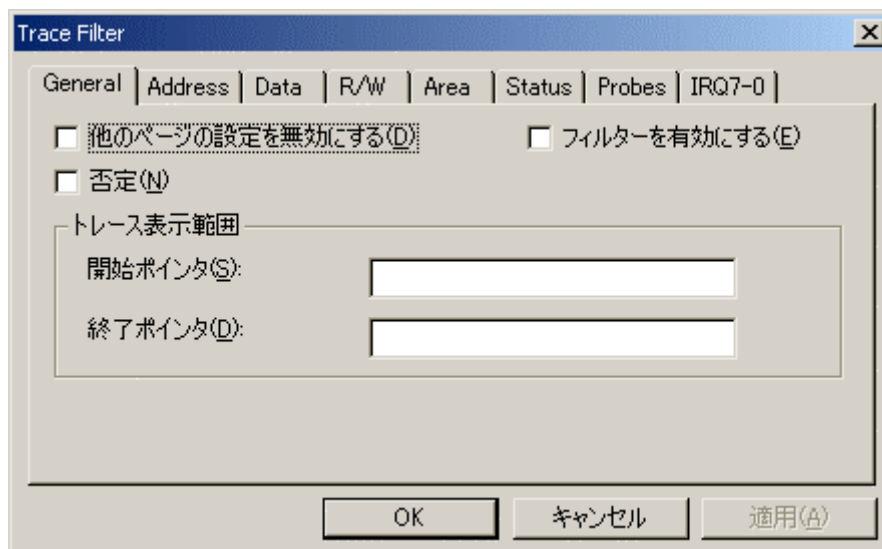 Trace Filter
General Address Data R/W Area Status Probes IRQ7-0
他のページの設定を無効にする(D) フィルターを有効にする(E)
否定(N)
トレース表示範囲
開始ポインタ(S):
終了ポインタ(D):
OK キャンセル 適用(A)